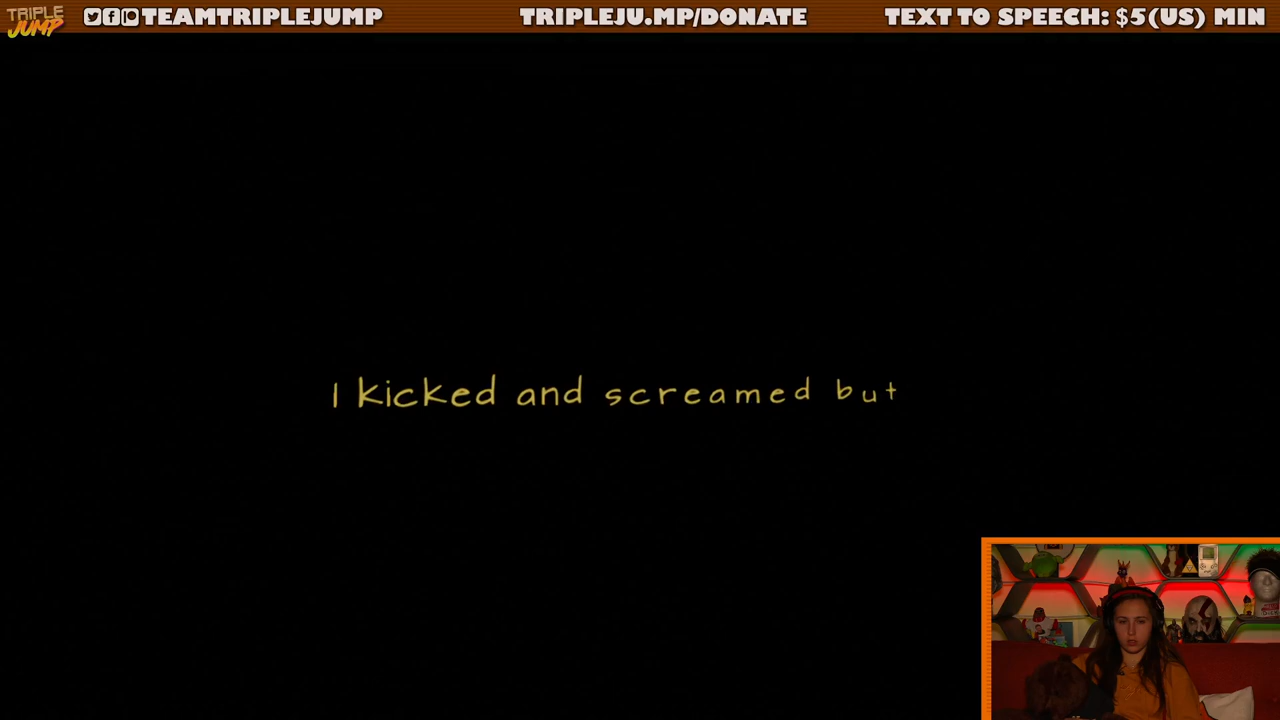 TRIPLE JUMP
TEAMTRIPLEJUMP
TRIPLEJU.MP/DONATE
TEXT TO SPEECH: $5(US) MIN
I kicked and screamed but